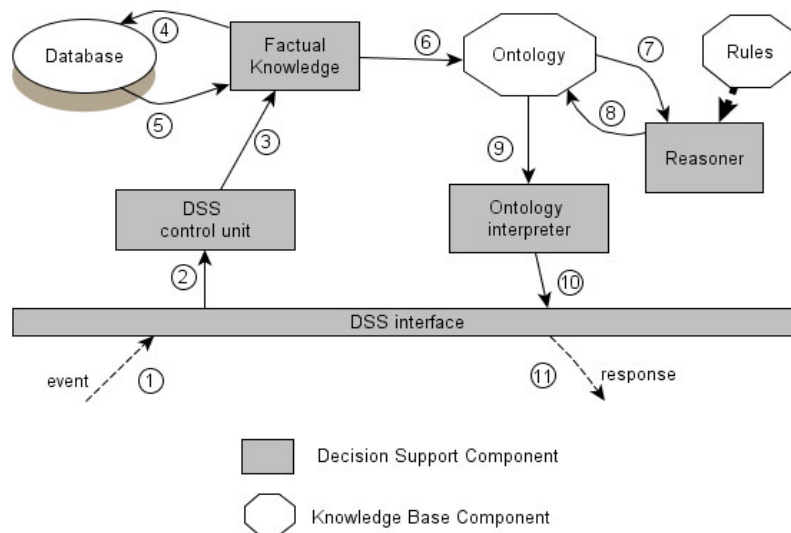 ④
Database
Factual
Knowledge
⑥
Ontology
⑦
Rules
⑤
⑧
③
⑨
Reasoner
DSS
control unit
Ontology
interpreter
②
⑩
DSS interface
event
①
⑪
response
Decision Support Component
Knowledge Base Component